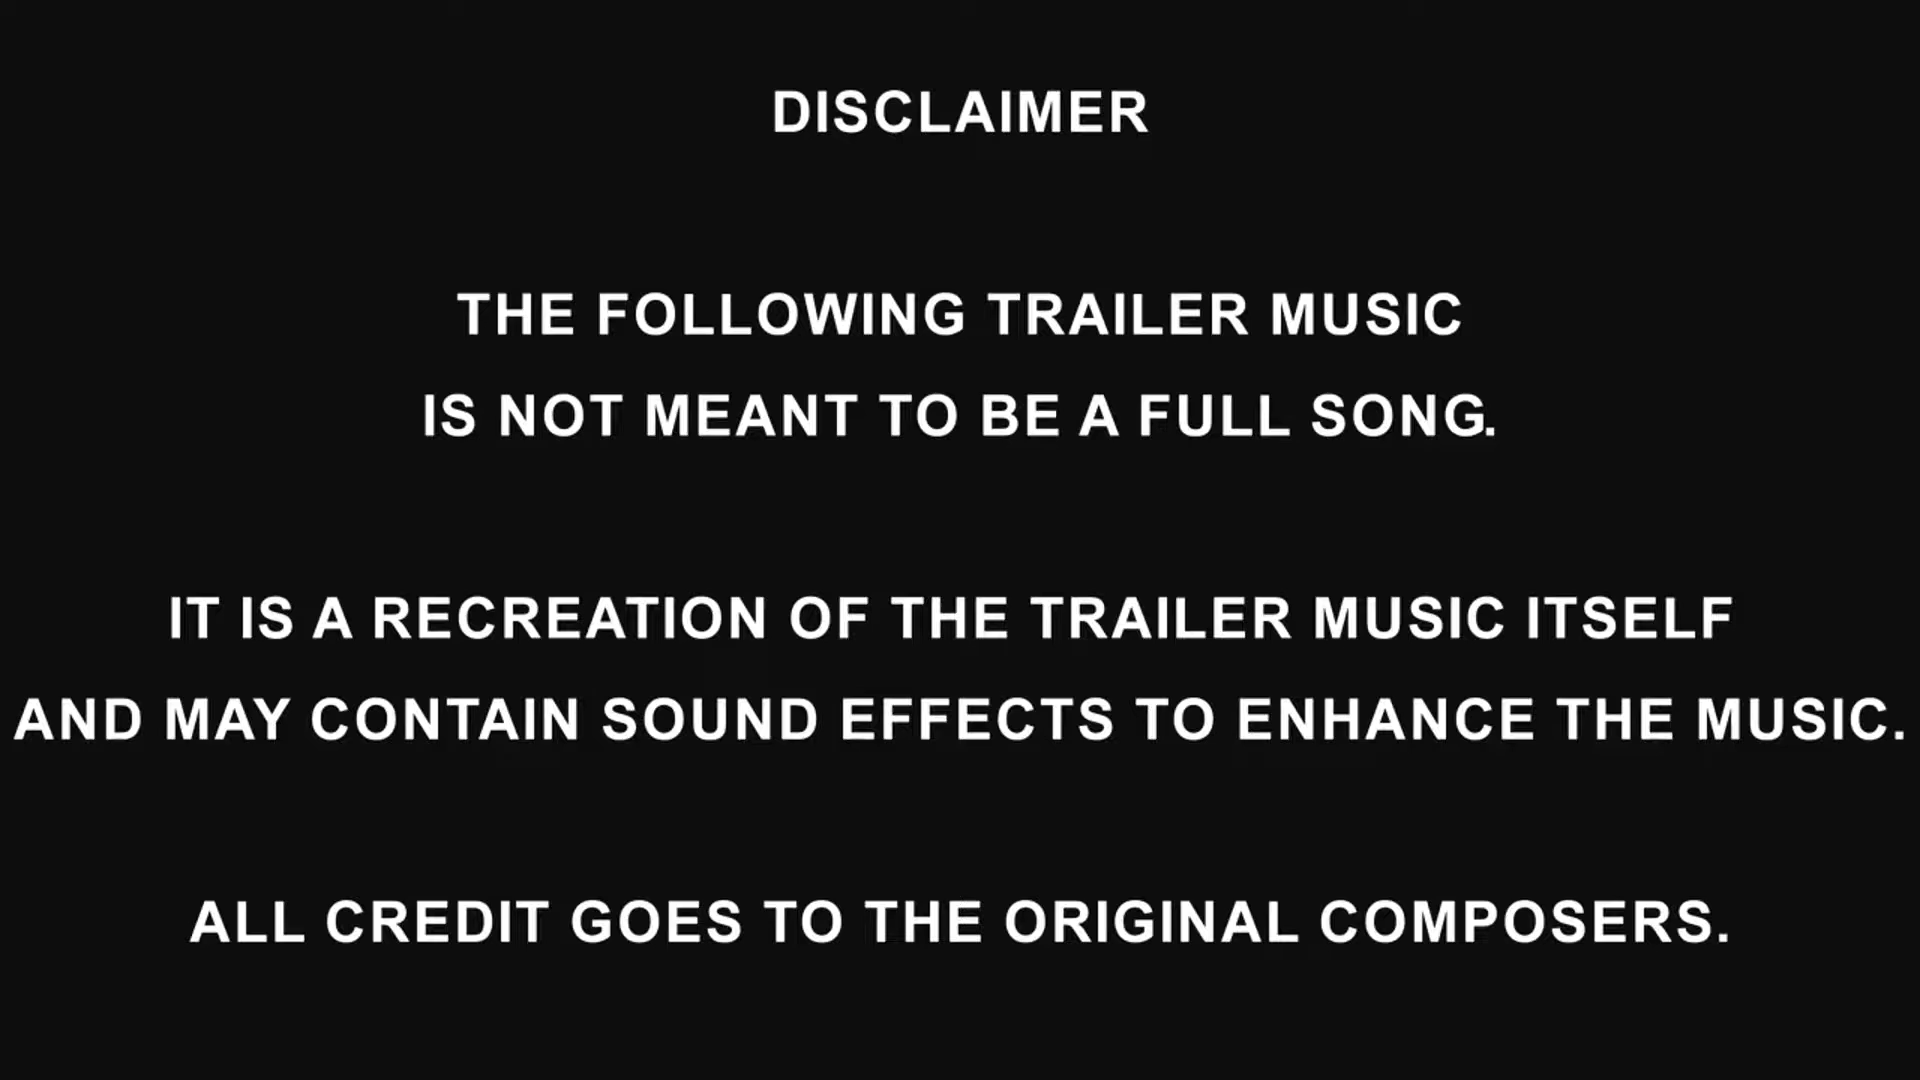 DISCLAIMER
THE FOLLOWING TRAILER MUSIC
IS NOT MEANT TO BE A FULL SONG.
IT IS A RECREATION OF THE TRAILER MUSIC ITSELF
AND MAY CONTAIN SOUND EFFECTS TO ENHANCE THE MUSIC.
ALL CREDIT GOES TO THE ORIGINAL COMPOSERS.